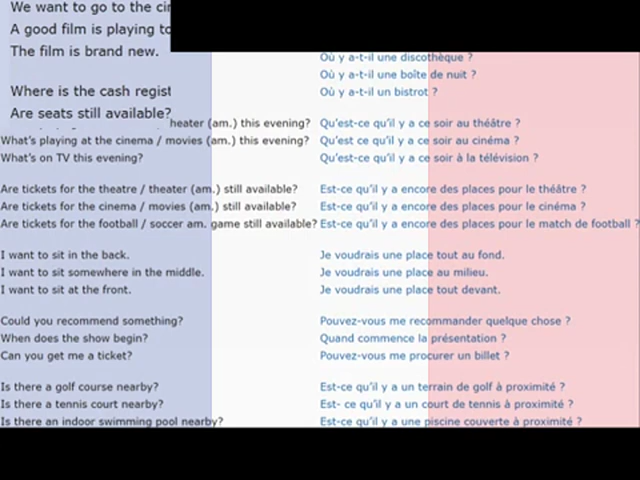 We want to go to the cin
A good film is playing to
The film is brand new.
Where is the cash regist
Are seats still available?
Où y a-t-il une discothèque ?
Où y a-t-il une boîte de nuit ?
Où y a-t-il un bistrot ?
heater (am.) this evening? Qu'est-ce qu'il y a ce soir au théâtre ?
What's playing at the cinema / movies (am.) this evening? Qu'est ce qu'il y a ce soir au cinéma ?
What's on TV this evening? Qu'est-ce qu'il y a ce soir à la télévision ?
Are tickets for the theatre / theater (am.) still available? Est-ce qu'il y a encore des places pour le théâtre ?
Are tickets for the cinema / movies (am.) still available? Est-ce qu'il y a encore des places pour le cinéma ?
Are tickets for the football / soccer am. game still available? Est-ce qu'il y a encore des places pour le match de football ?
I want to sit in the back. Je voudrais une place tout au fond.
I want to sit somewhere in the middle. Je voudrais une place au milieu.
I want to sit at the front. Je voudrais une place tout devant.
Could you recommend something? Pouvez-vous me recommander quelque chose ?
When does the show begin? Quand commence la présentation ?
Can you get me a ticket? Pouvez-vous me procurer un billet ?
Is there a golf course nearby? Est-ce qu'il y a un terrain de golf à proximité ?
Is there a tennis court nearby? Est- ce qu'il y a un court de tennis à proximité ?
Is there an indoor swimming pool nearby? Est-ce qu'il y a une piscine couverte à proximité ?